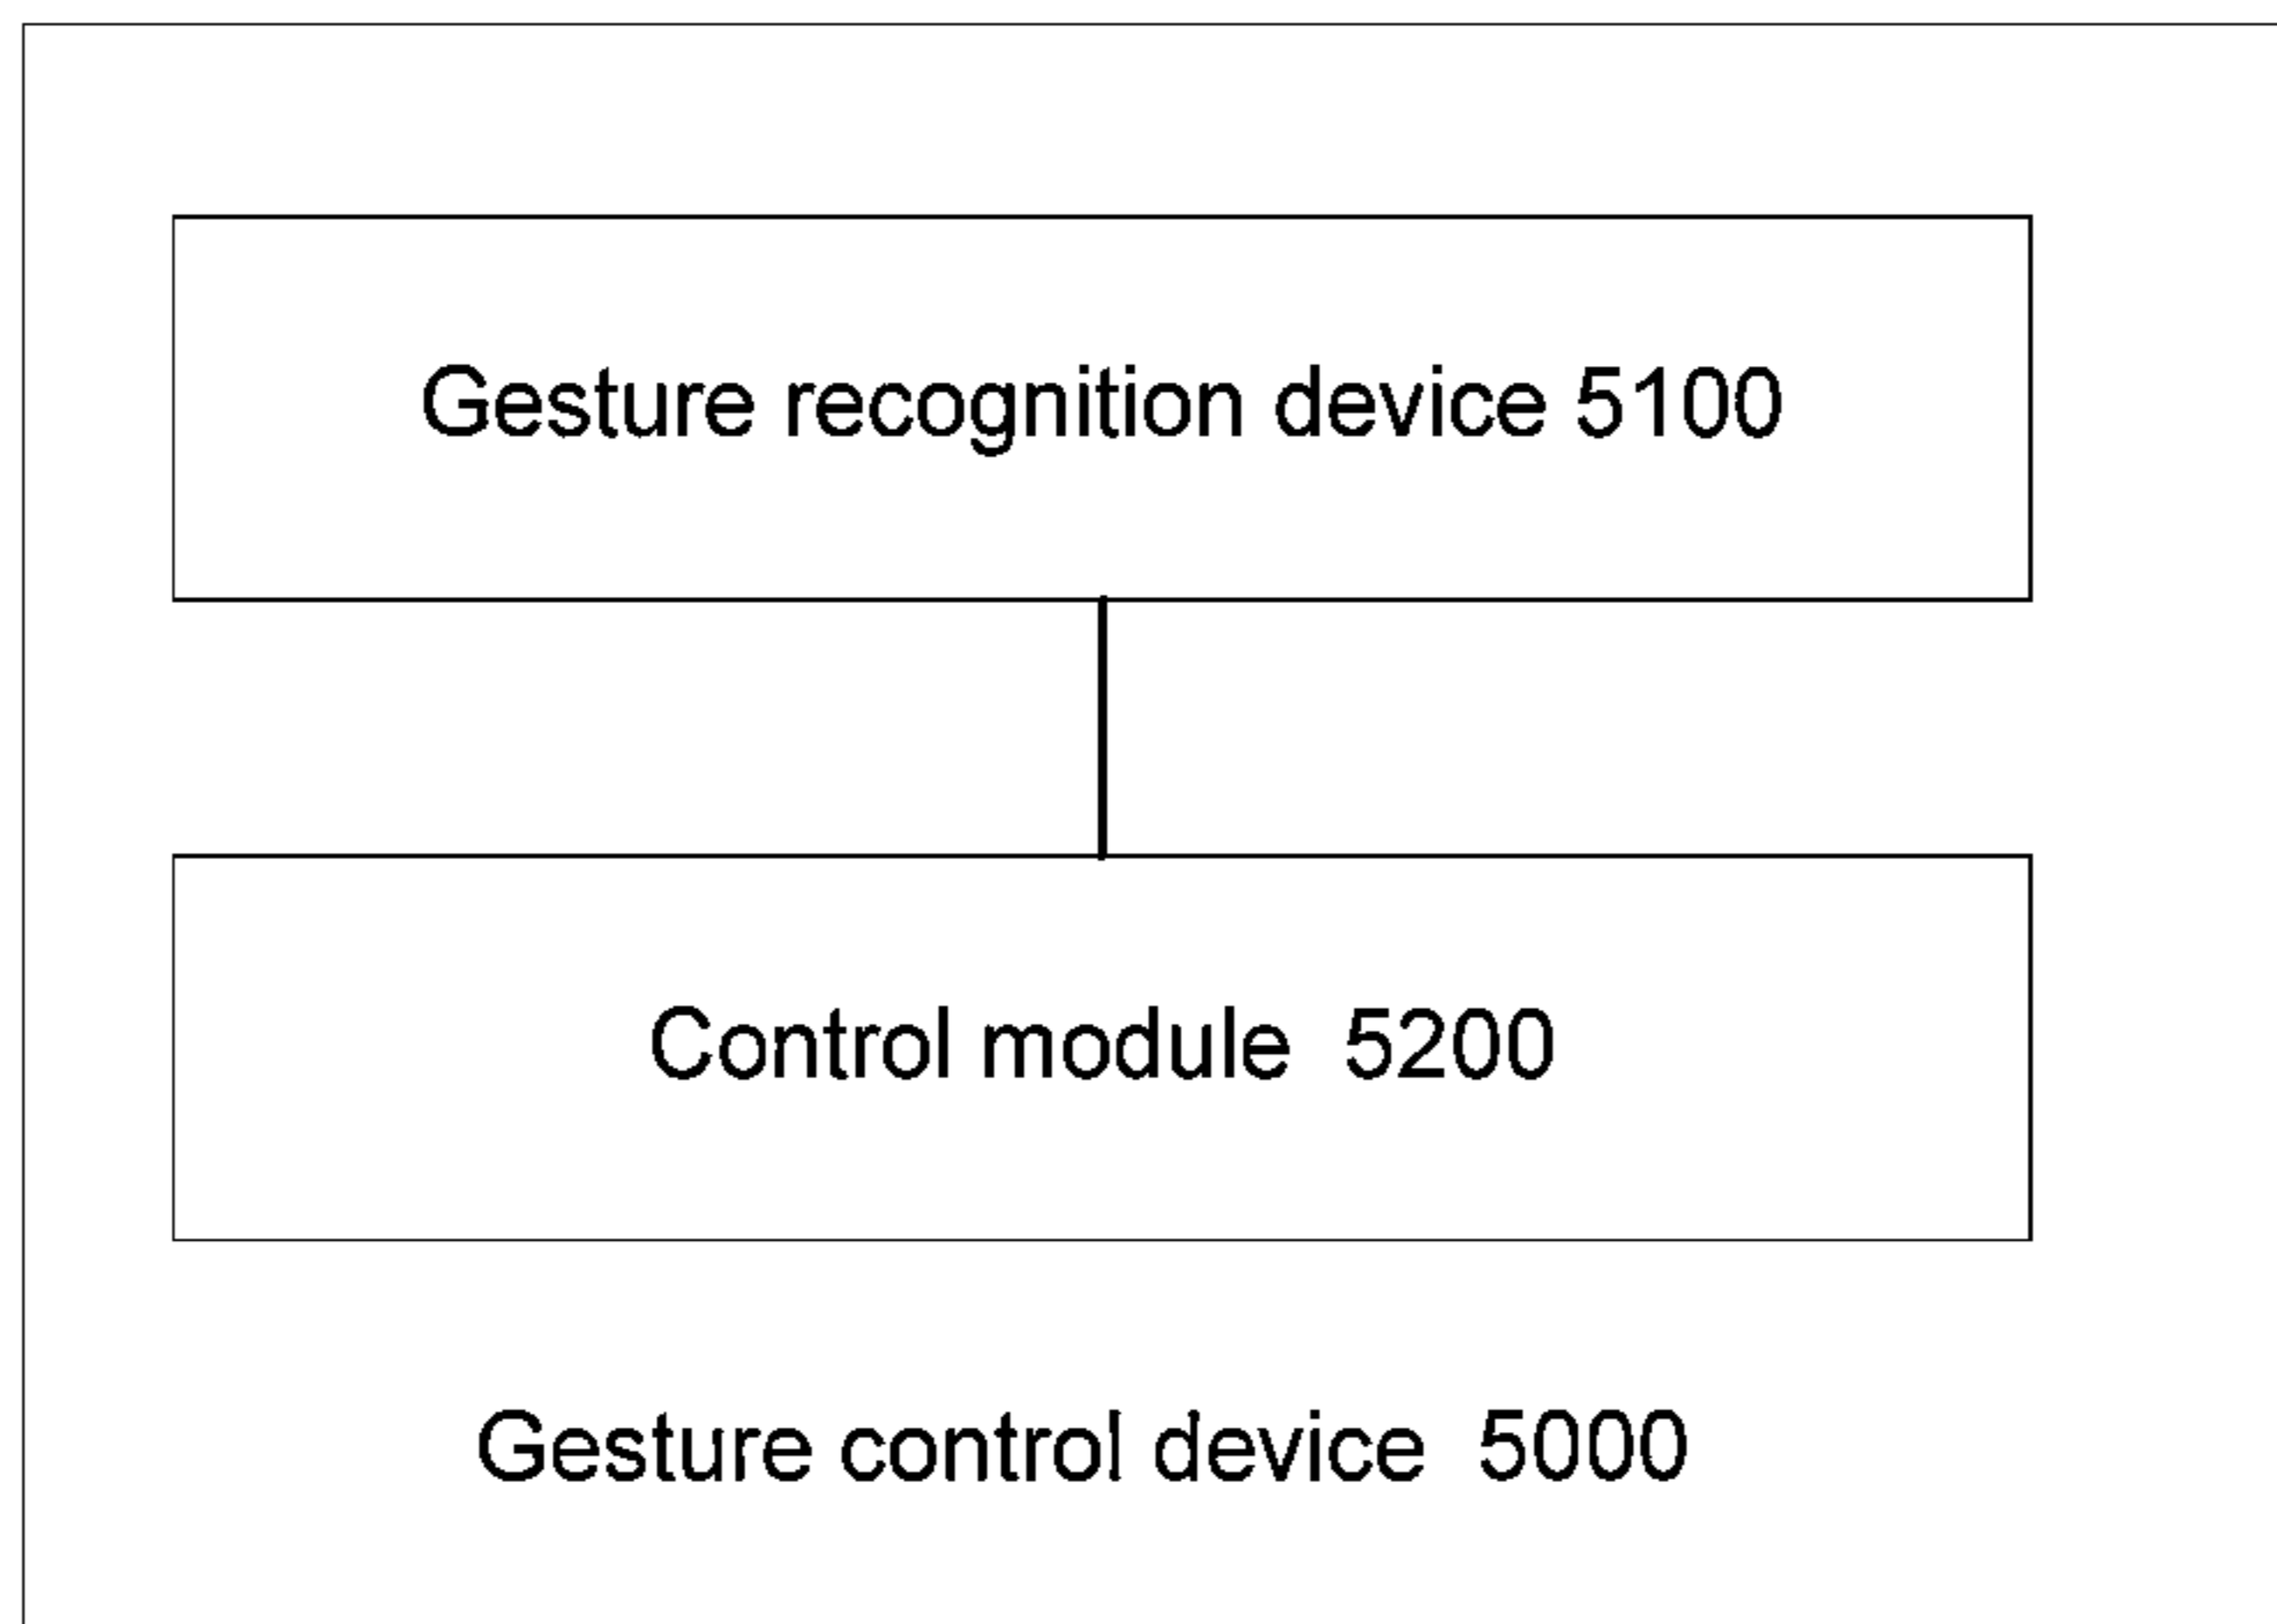 Gesture recognition device 5100
Control module 5200
Gesture control device 5000